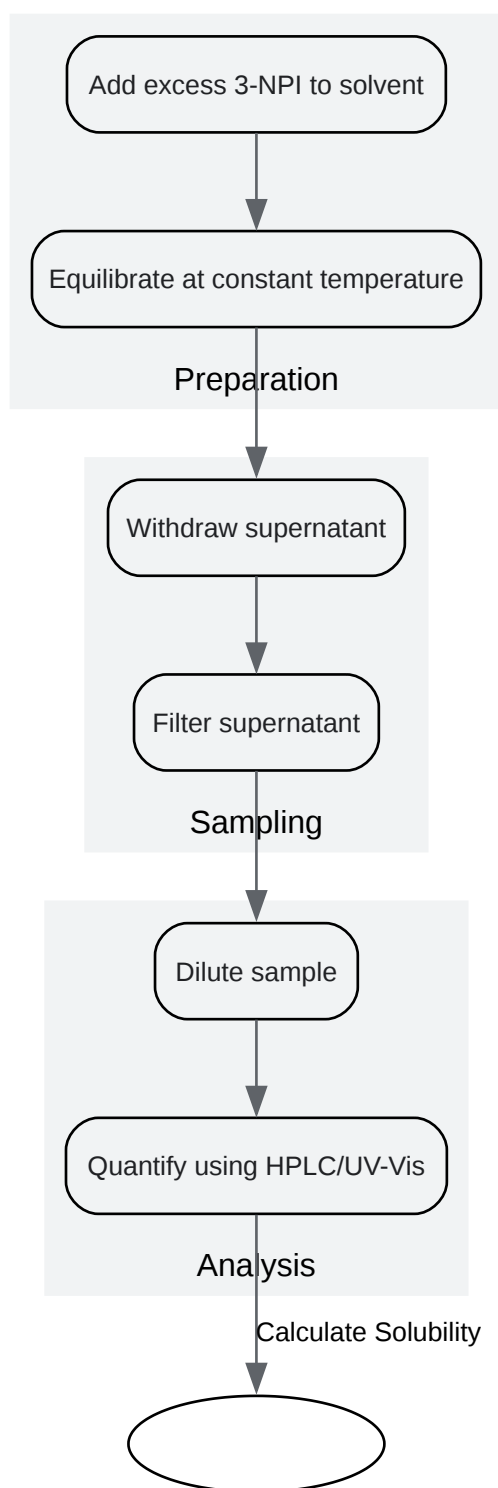 Add excess 3-NPI to solvent
Equilibrate at constant temperature
Preparation
Withdraw supernatant
Filter supernatant
Sampling
Dilute sample
Quantify using HPLC/UV-Vis
Analysis
Calculate Solubility